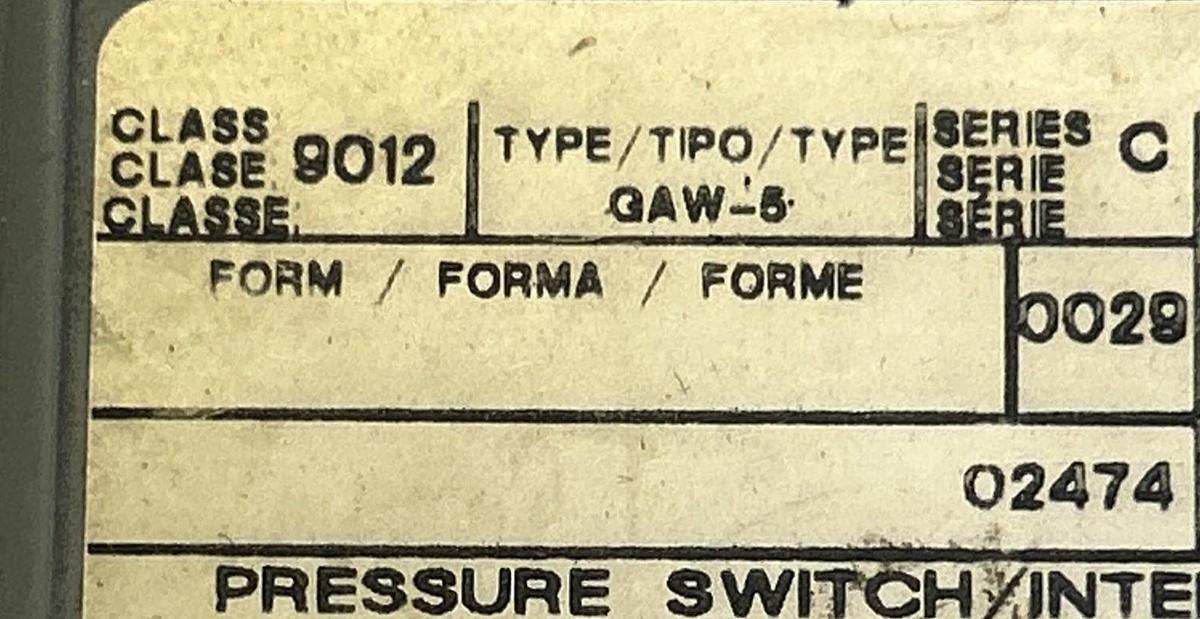 CLASS
CLASE 9012
CLASSE
TYPE/TIPO/TYPE
GAW-5
SERIES C
SERIE
SÉRIE
FORM / FORMA / FORME
0029
02474
PRESSURE SWITCH/INTE